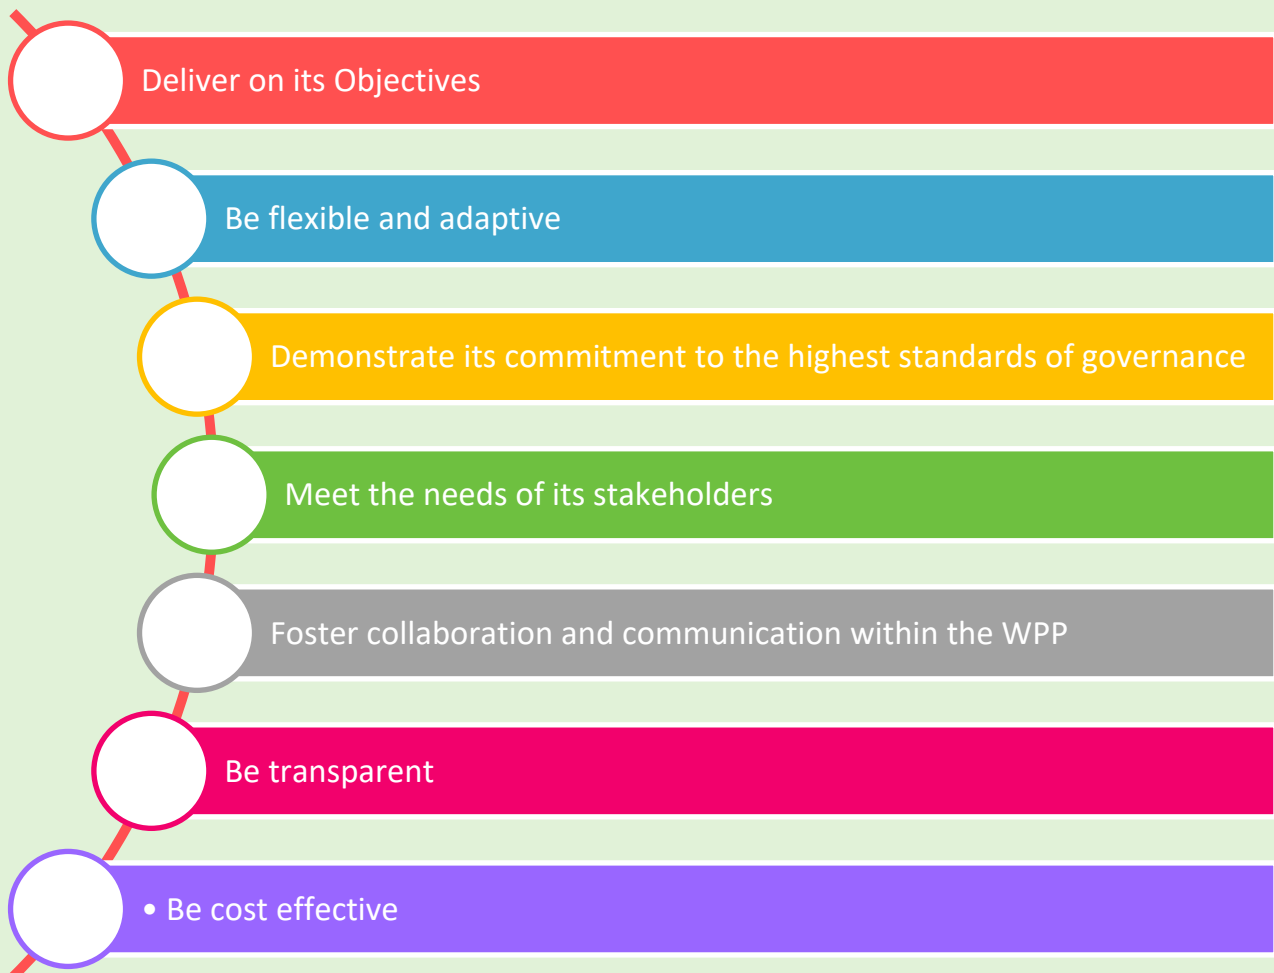 Deliver on its Objectives
Be flexible and adaptive
Demonstrate its commitment to the highest standards of governance
Meet the needs of its stakeholders
Foster collaboration and communication within the WPP
Be transparent
• Be cost effective